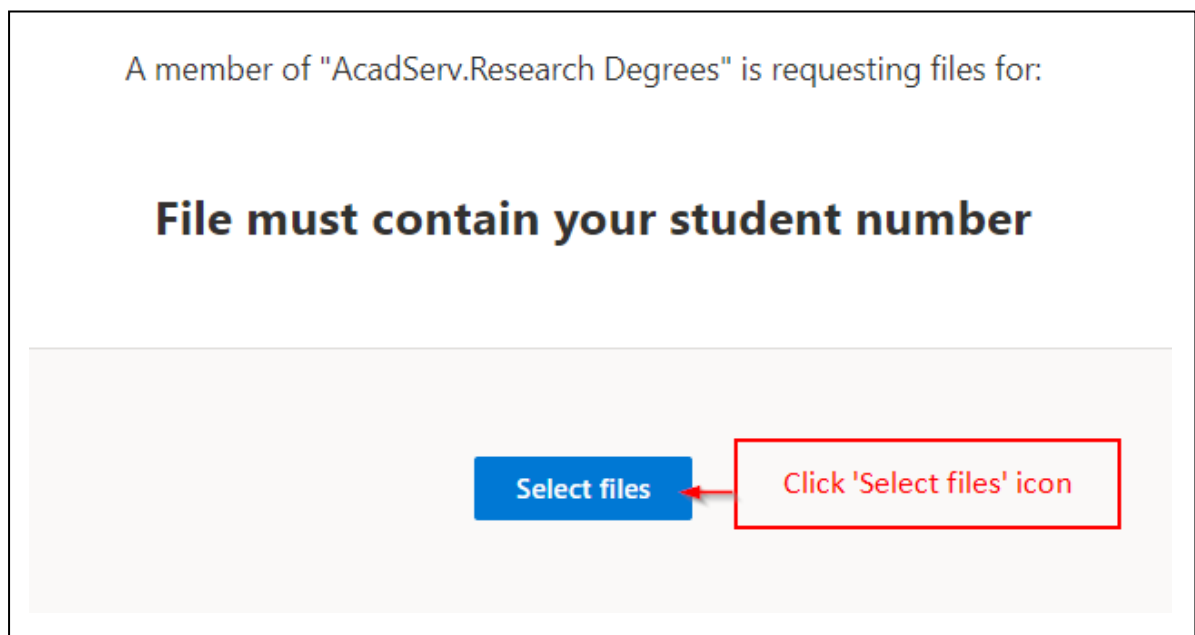 A member of "AcadServ.Research Degrees" is requesting files for:
File must contain your student number
Select files
Click 'Select files' icon